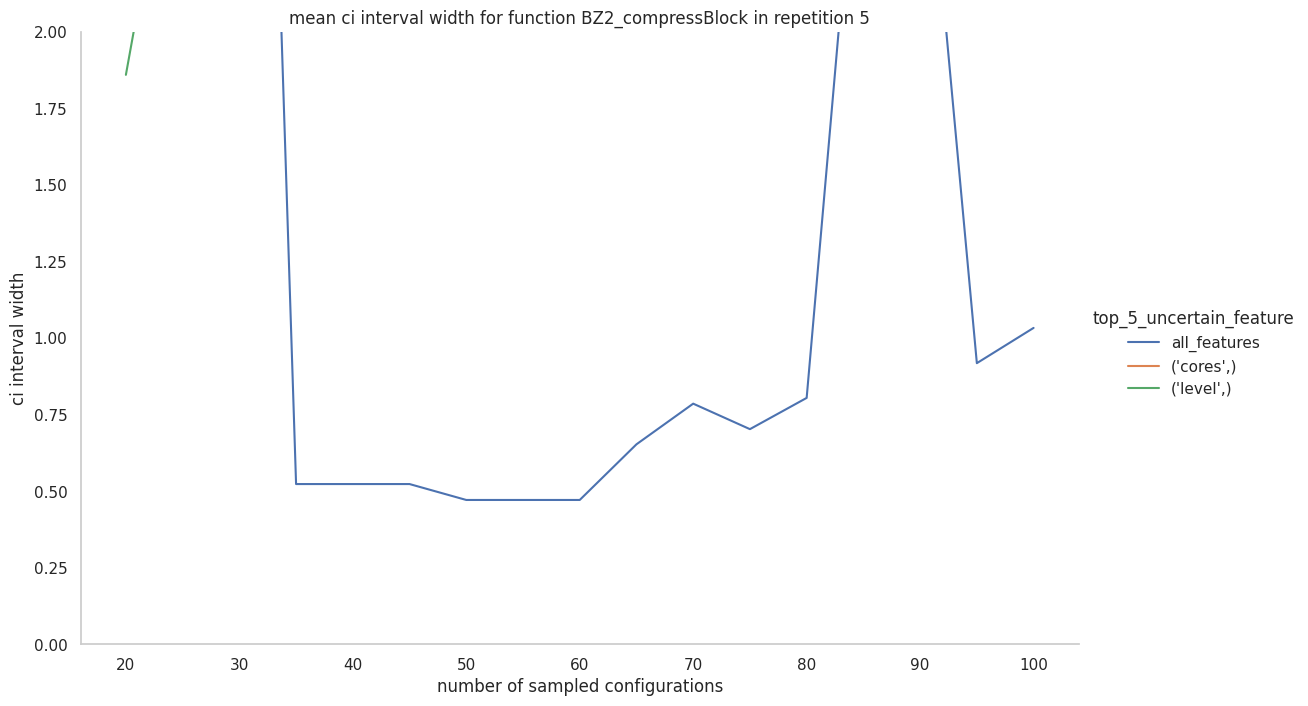 mean ci interval width for function BZ2_compressBlock in repetition 5
2.00
1.75
1.50
1.25
1.00
0.75
0.50
0.25
0.00
ci interval width
20 30 40 50 60 70 80 90 100
number of sampled configurations
top_5_uncertain_feature
all_features
('cores',)
('level',)